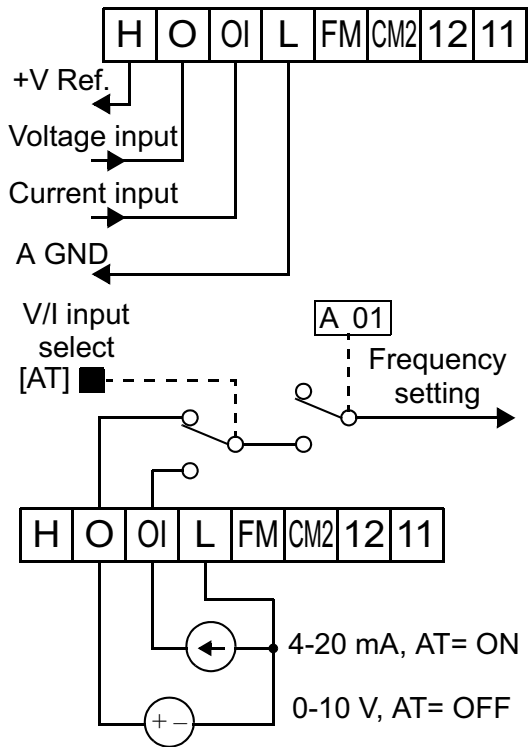 H O OI L FM CM2 12 11
+V Ref.
Voltage input
Current input
A GND
V/I input
select
[AT]
A 01
Frequency
setting
H O OI L FM CM2 12 11
4-20 mA, AT= ON
+ –
0-10 V, AT= OFF